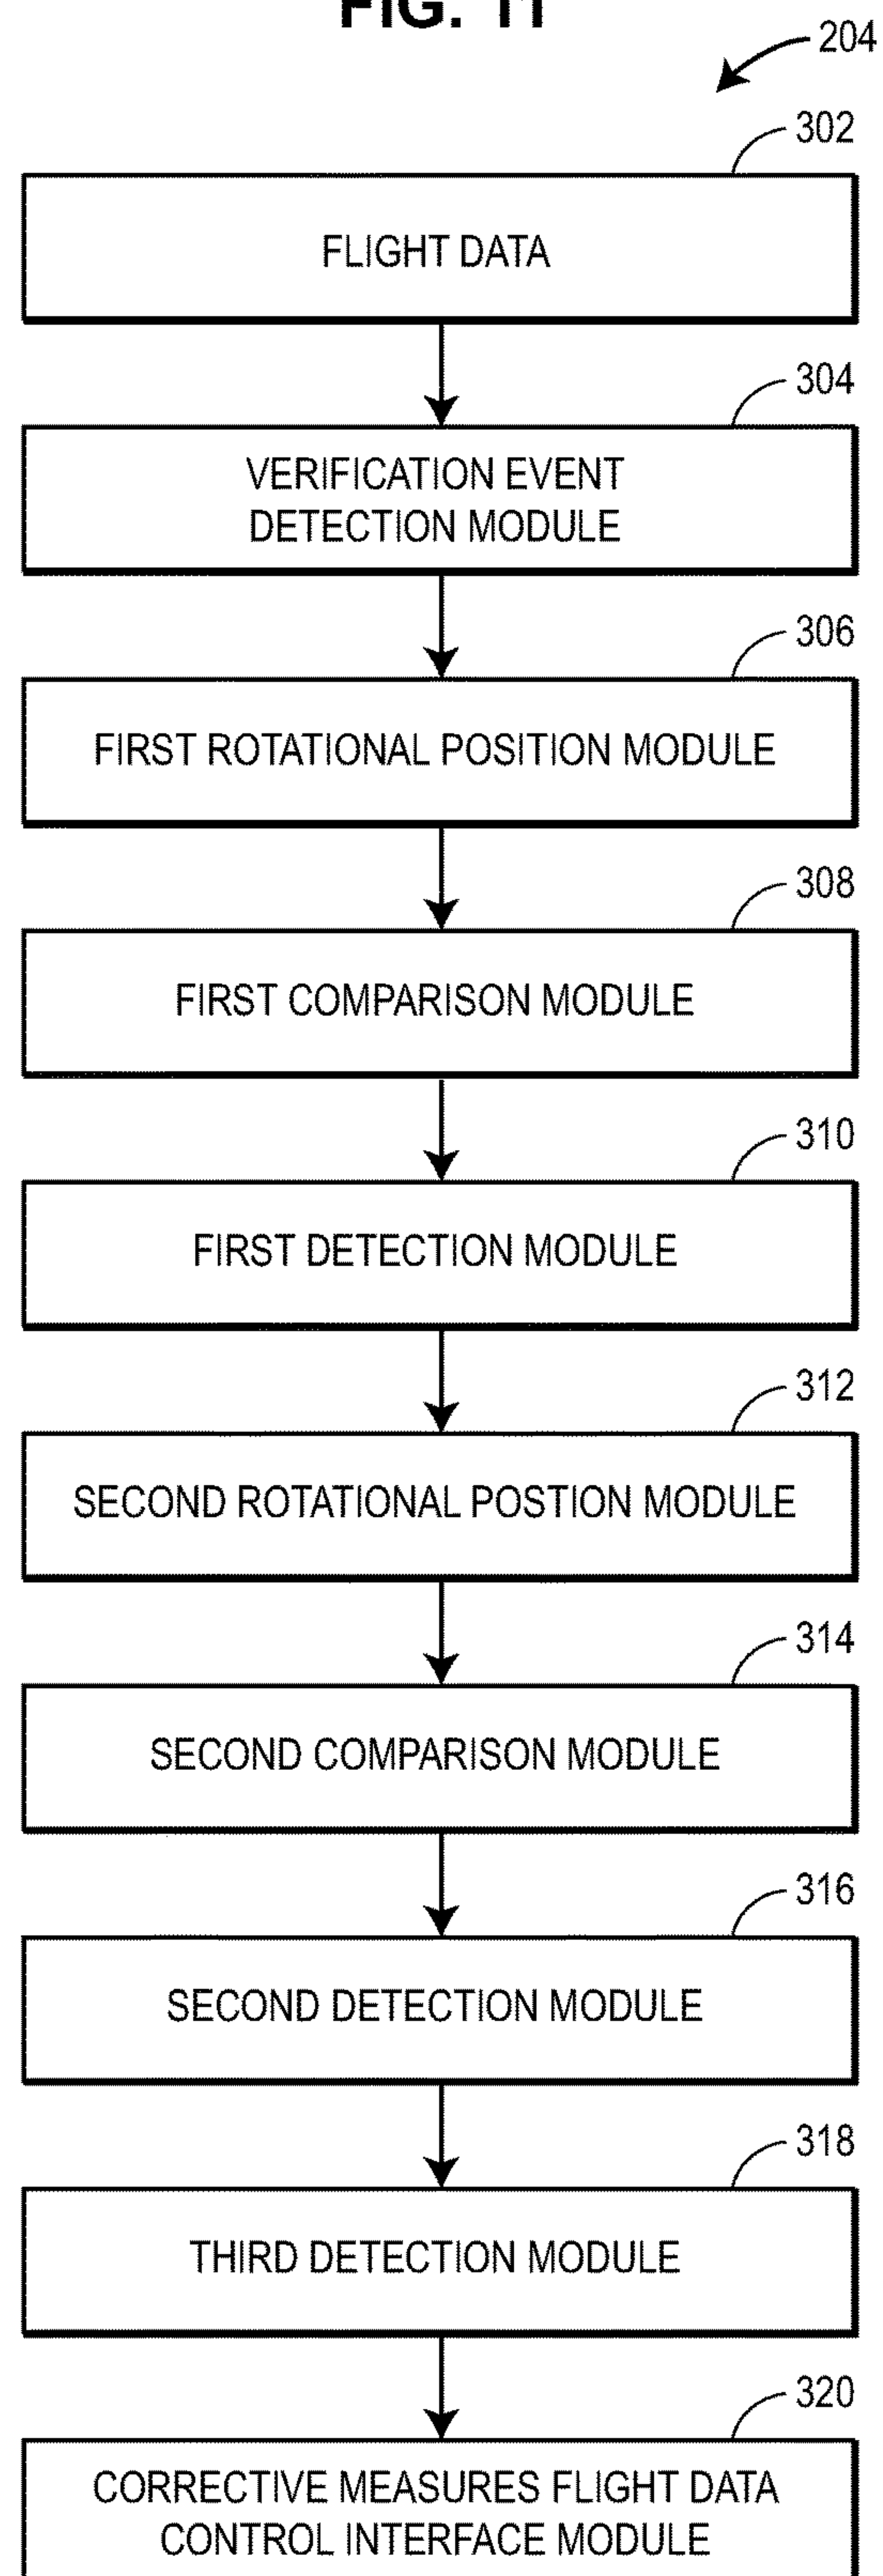 FIG. 11
204
302
FLIGHT DATA
304
VERIFICATION EVENT
DETECTION MODULE
306
FIRST ROTATIONAL POSITION MODULE
308
FIRST COMPARISON MODULE
310
FIRST DETECTION MODULE
312
SECOND ROTATIONAL POSTION MODULE
314
SECOND COMPARISON MODULE
316
SECOND DETECTION MODULE
318
THIRD DETECTION MODULE
320
CORRECTIVE MEASURES FLIGHT DATA
CONTROL INTERFACE MODULE